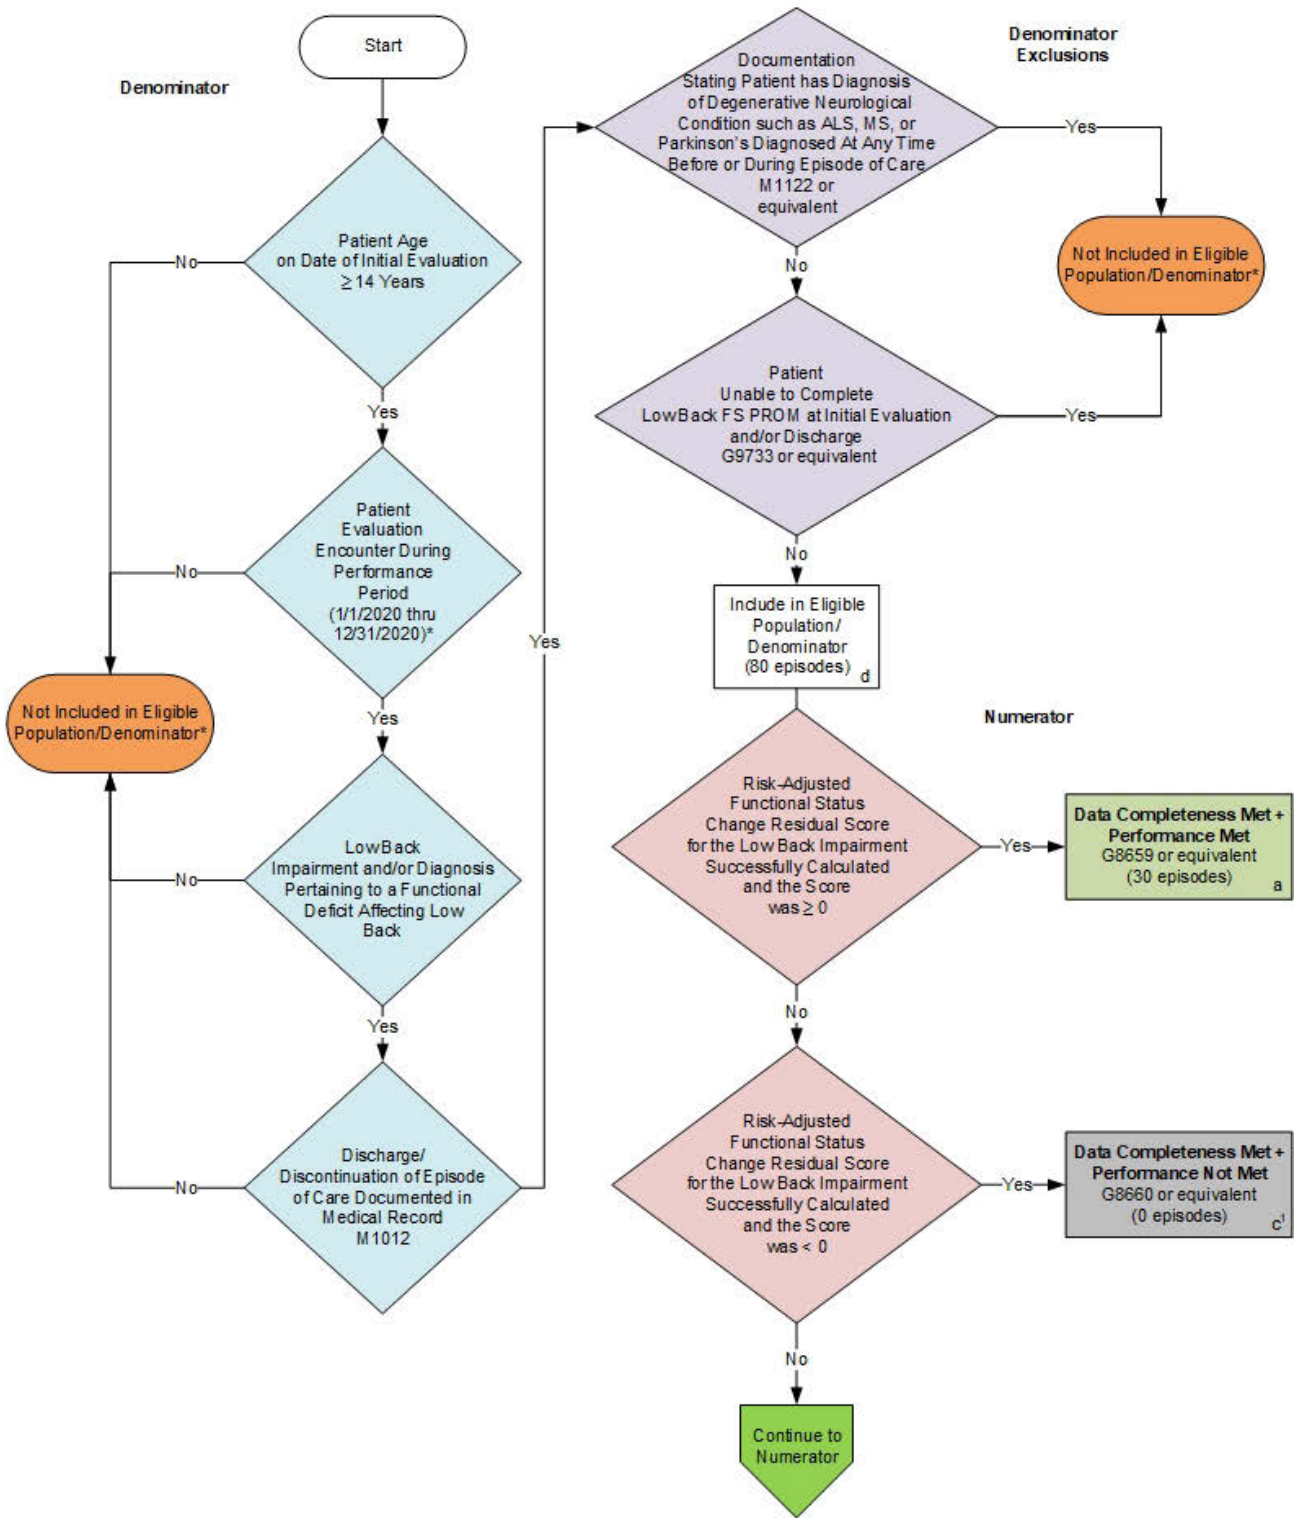 Denominator
Start
Patient Age
on Date of Initial Evaluation
≥ 14 Years
No
Yes
Patient
Evaluation
Encounter During
Performance
Period
(1/1/2020 thru
12/31/2020)*
No
Yes
Not Included in Eligible
Population/Denominator*
Low Back
Impairment and/or Diagnosis
Pertaining to a Functional
Deficit Affecting Low
Back
No
Yes
Discharge/
Discontinuation of Episode
of Care Documented in
Medical Record
M1012
No
Yes
Denominator
Exclusions
Documentation
Stating Patient has Diagnosis
of Degenerative Neurological
Condition such as ALS, MS, or
Parkinson's Diagnosed At Any Time
Before or During Episode of Care
M1122 or
equivalent
Yes
No
Not Included in Eligible
Population/Denominator*
Patient
Unable to Complete
Low Back FS PROM at Initial Evaluation
and/or Discharge
G9733 or equivalent
Yes
No
Include in Eligible
Population/
Denominator
(80 episodes)
d
Numerator
Risk-Adjusted
Functional Status
Change Residual Score
for the Low Back Impairment
Successfully Calculated
and the Score
was ≥ 0
Yes
Data Completeness Met +
Performance Met
G8659 or equivalent
(30 episodes)
a
No
Risk-Adjusted
Functional Status
Change Residual Score
for the Low Back Impairment
Successfully Calculated
and the Score
was < 0
Yes
Data Completeness Met +
Performance Not Met
G8660 or equivalent
(0 episodes)
c¹
No
Continue to
Numerator